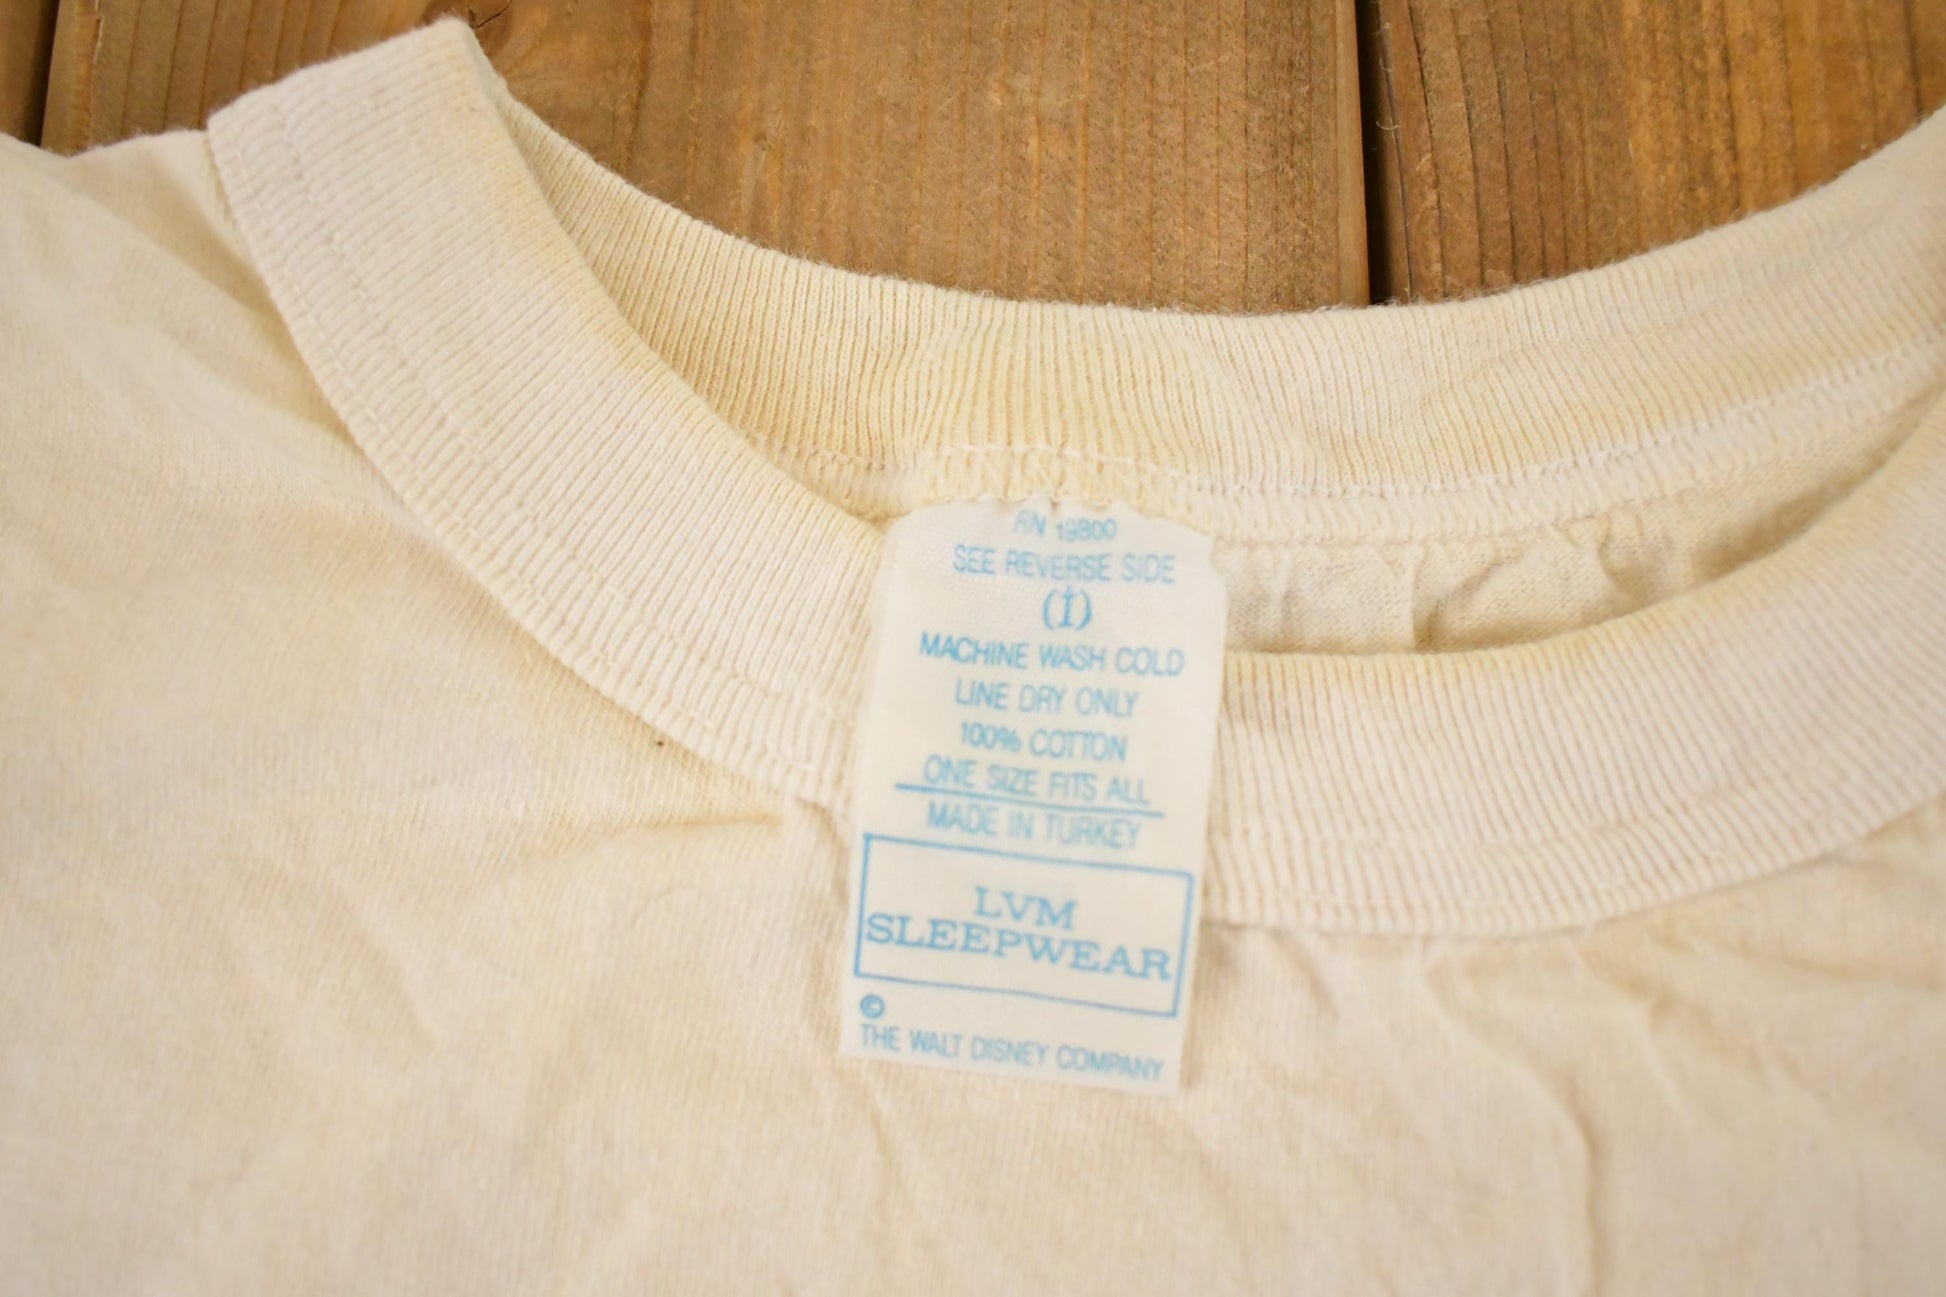 RN 19800
SEE REVERSE SIDE
(1)
MACHINE WASH COLD
LINE DRY ONLY
100% COTTON
ONE SIZE FITS ALL
MADE IN TURKEY
LVM
SLEEPWEAR
©
THE WALT DISNEY COMPANY